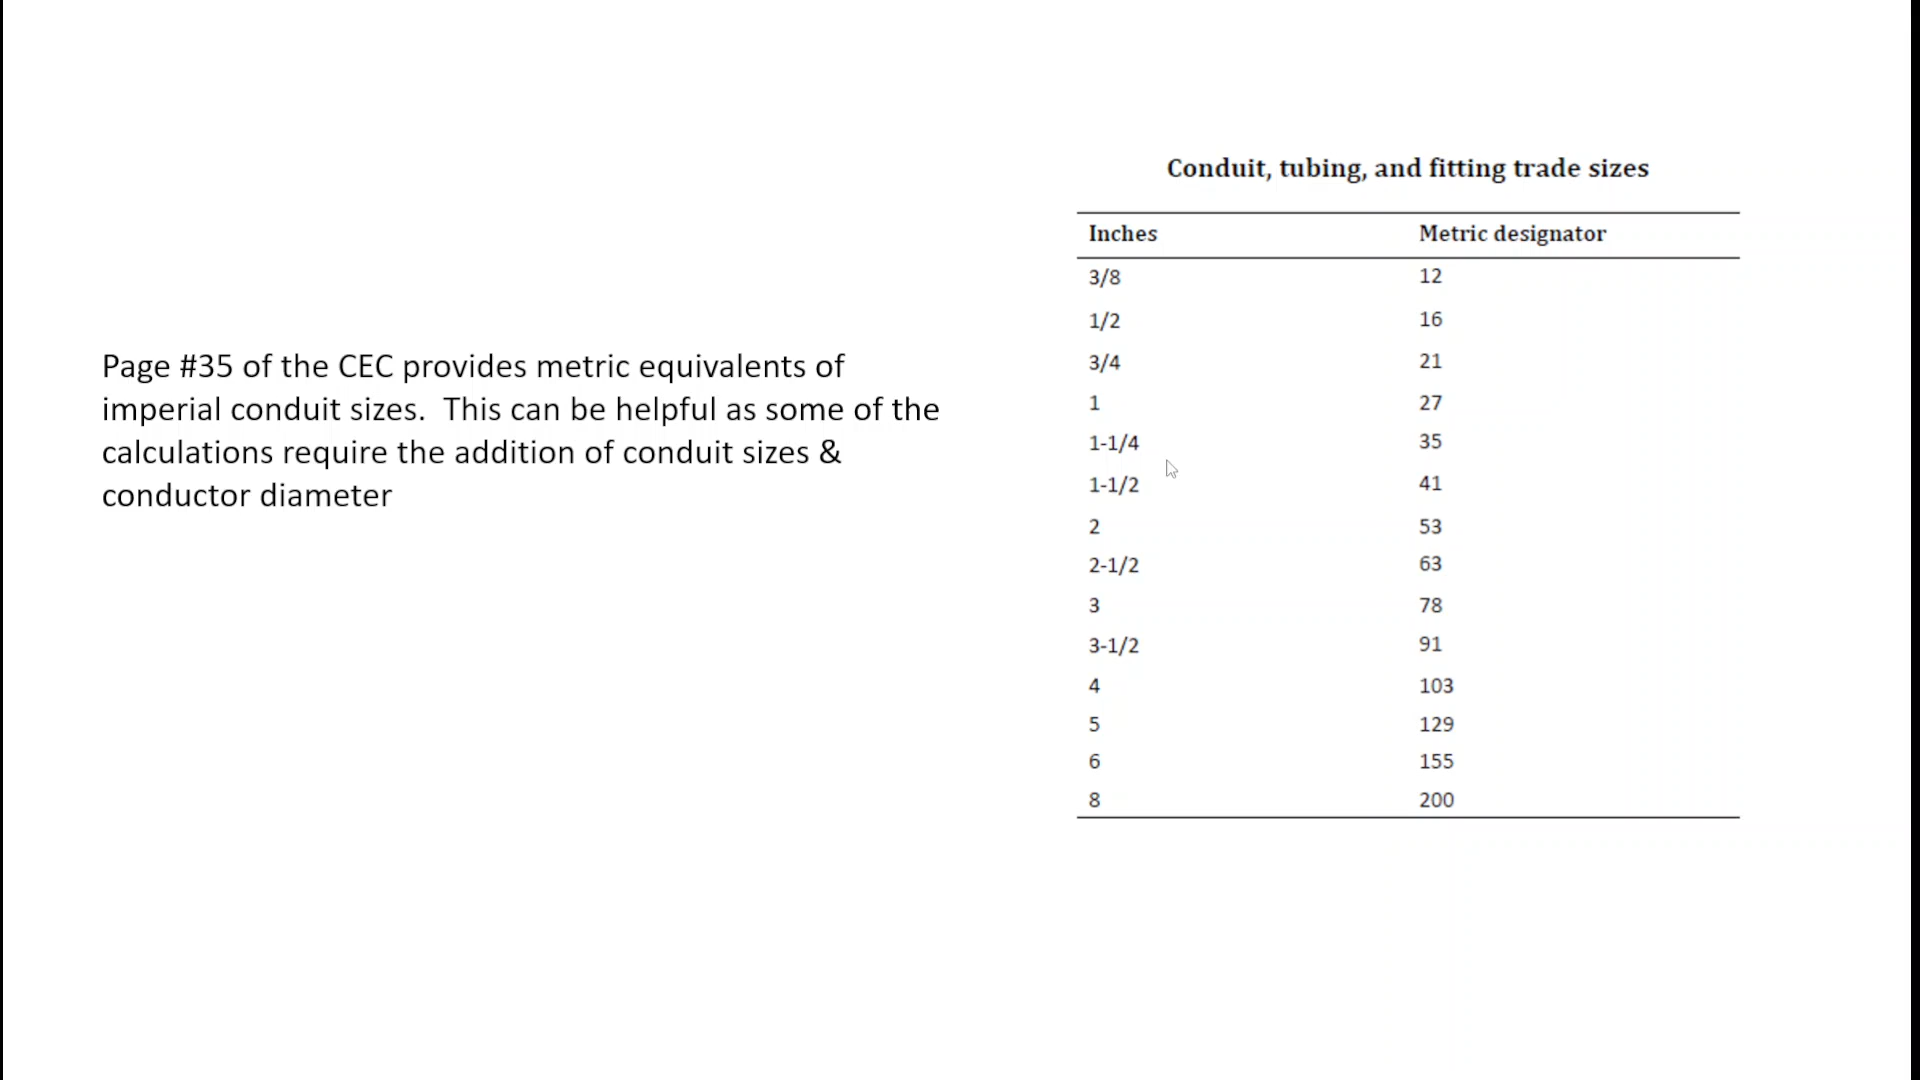 Page #35 of the CEC provides metric equivalents of
imperial conduit sizes.  This can be helpful as some of the
calculations require the addition of conduit sizes &
conductor diameter
Conduit, tubing, and fitting trade sizes
Inches Metric designator
3/8 12
1/2 16
3/4 21
1 27
1-1/4 35
1-1/2 41
2 53
2-1/2 63
3 78
3-1/2 91
4 103
5 129
6 155
8 200